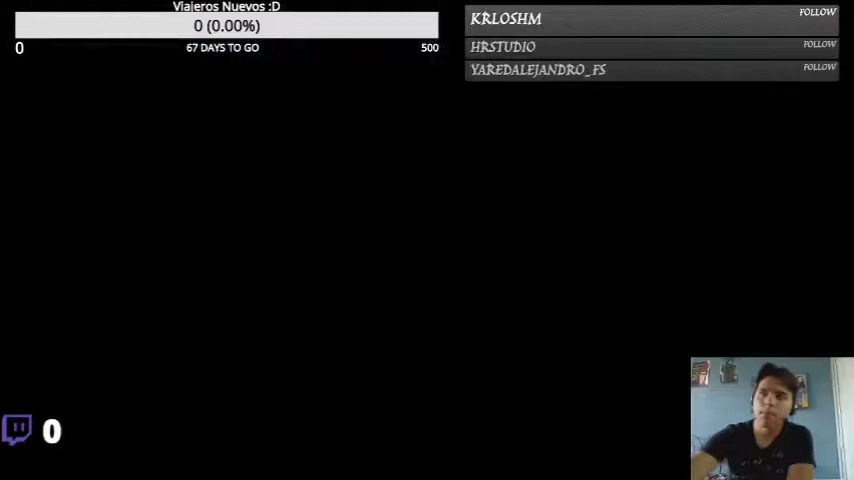 Viajeros Nuevos :D
0 (0.00%)
0 67 DAYS TO GO 500
KRLOSHM FOLLOW
HRSTUDIO FOLLOW
YAREDALEJANDRO_FS FOLLOW
0